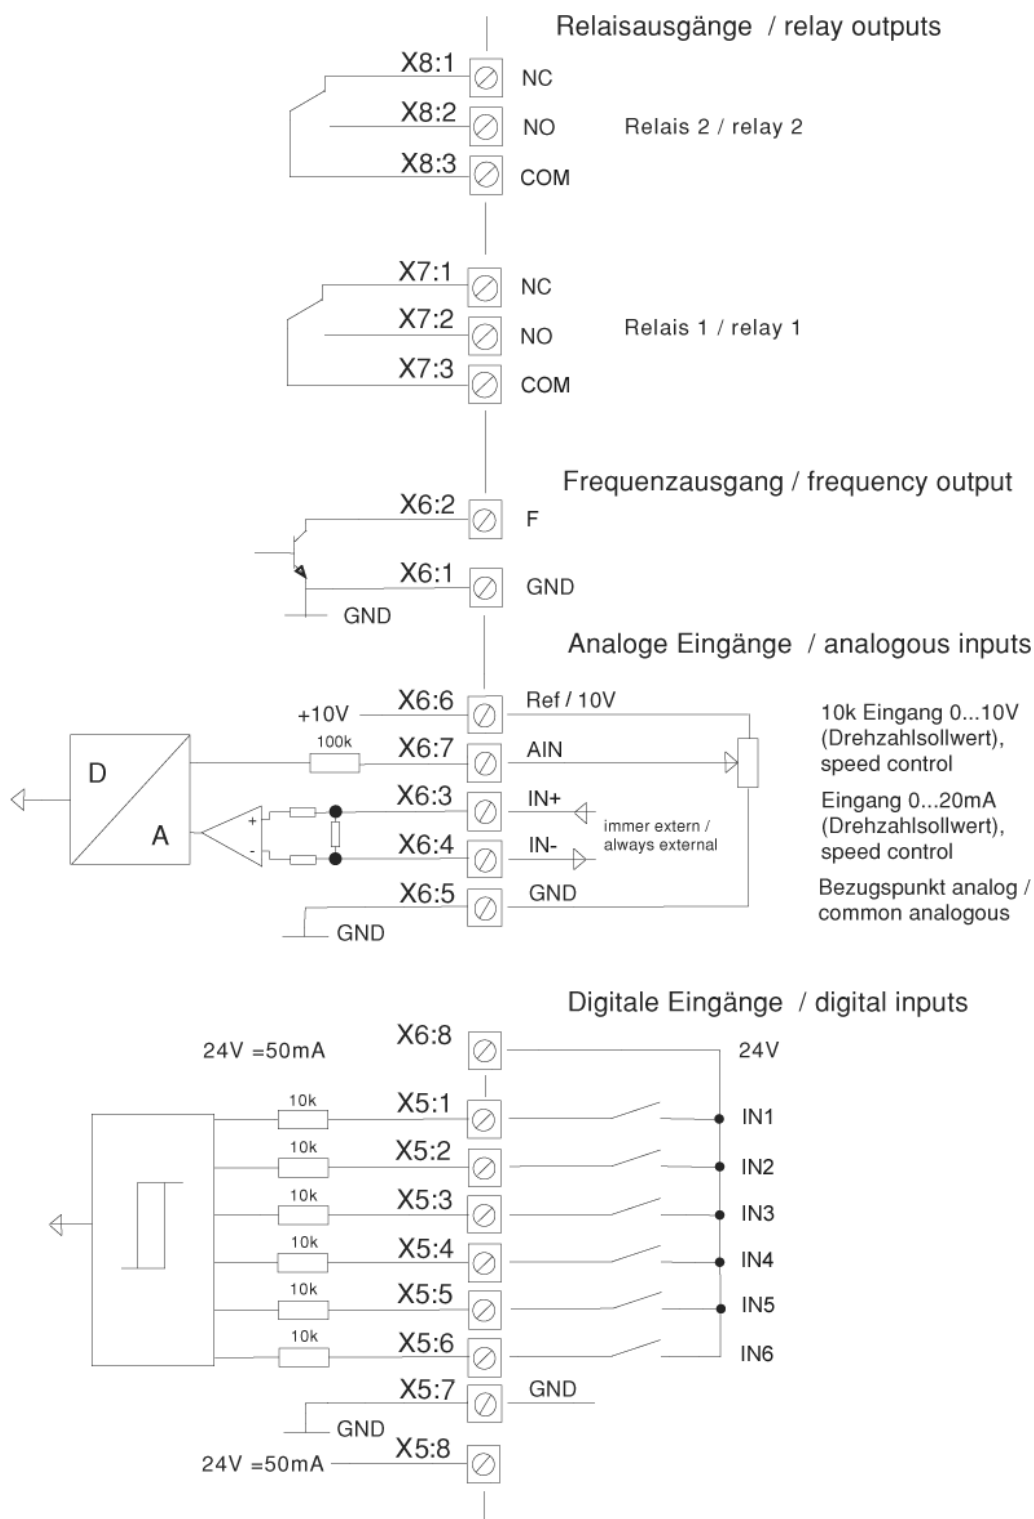 Relaisausgänge / relay outputs
X8:1
NC
X8:2
NO
Relais 2 / relay 2
X8:3
COM
X7:1
NC
X7:2
NO
Relais 1 / relay 1
X7:3
COM
Frequenzausgang / frequency output
X6:2
F
X6:1
GND
GND
Analoge Eingänge / analogous inputs
+10V
X6:6
Ref / 10V
10k Eingang 0...10V
(Drehzahlsollwert),
speed control
100k
X6:7
AIN
D
A
X6:3
IN+
Eingang 0...20mA
(Drehzahlsollwert),
speed control
+
-
immer extern /
always external
X6:4
IN-
X6:5
GND
Bezugspunkt analog /
common analogous
GND
Digitale Eingänge / digital inputs
24V =50mA
X6:8
24V
10k
X5:1
IN1
10k
X5:2
IN2
10k
X5:3
IN3
10k
X5:4
IN4
10k
X5:5
IN5
10k
X5:6
IN6
X5:7
GND
GND
24V =50mA
X5:8